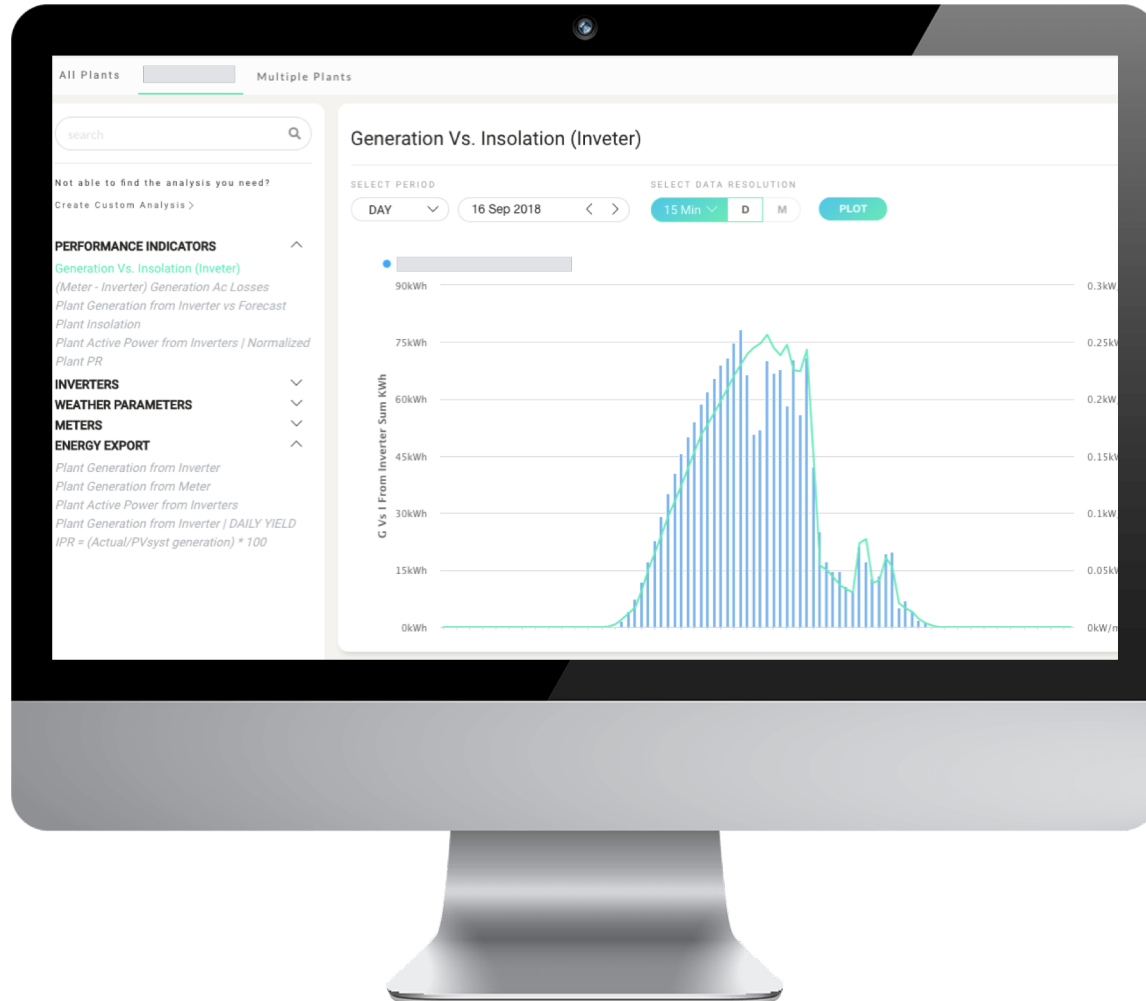 All Plants
Multiple Plants
search
Not able to find the analysis you need?
Create Custom Analysis >
PERFORMANCE INDICATORS
Generation Vs. Insolation (Inveter)
(Meter - Inverter) Generation Ac Losses
Plant Generation from Inverter vs Forecast
Plant Insolation
Plant Active Power from Inverters | Normalized
Plant PR
INVERTERS
WEATHER PARAMETERS
METERS
ENERGY EXPORT
Plant Generation from Inverter
Plant Generation from Meter
Plant Active Power from Inverters
Plant Generation from Inverter | DAILY YIELD
IPR = (Actual/PVsyst generation) * 100
Generation Vs. Insolation (Inveter)
SELECT PERIOD
SELECT DATA RESOLUTION
DAY
16 Sep 2018
< >
15 Min
D
M
PLOT
G Vs I From Inverter Sum KWh
90kWh
75kWh
60kWh
45kWh
30kWh
15kWh
0kWh
0.3kW
0.25kW
0.2kW
0.15kW
0.1kW
0.05kW
0kW/m